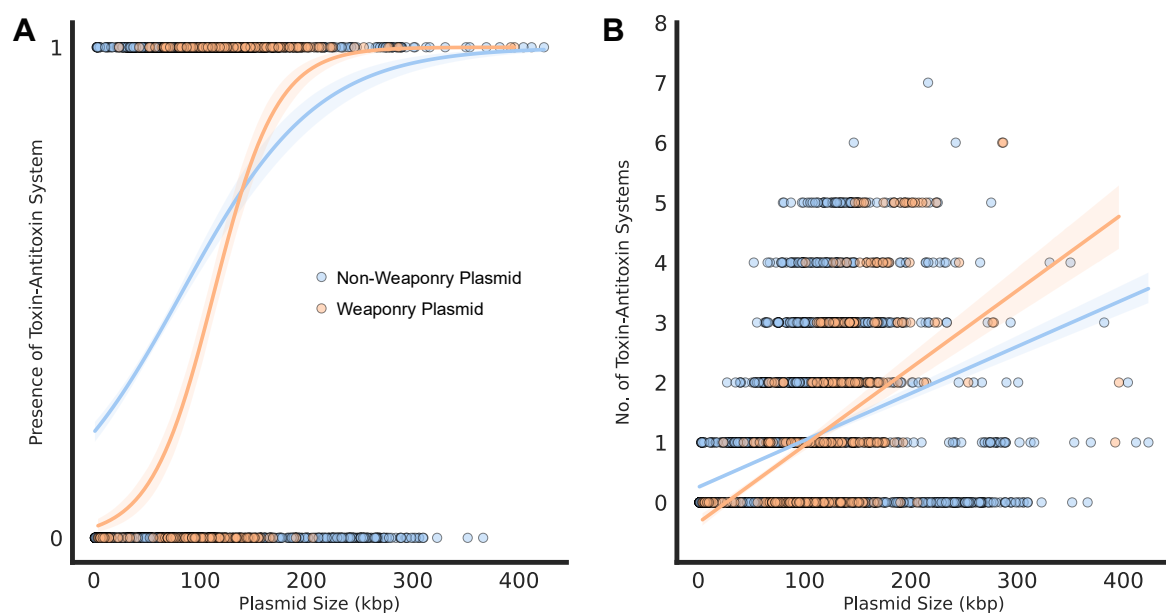 A
Presence of Toxin-Antitoxin System
1
0
Non-Weaponry Plasmid
Weaponry Plasmid
0 100 200 300 400
Plasmid Size (kbp)
B
No. of Toxin-Antitoxin Systems
8
7
6
5
4
3
2
1
0
0 100 200 300 400
Plasmid Size (kbp)